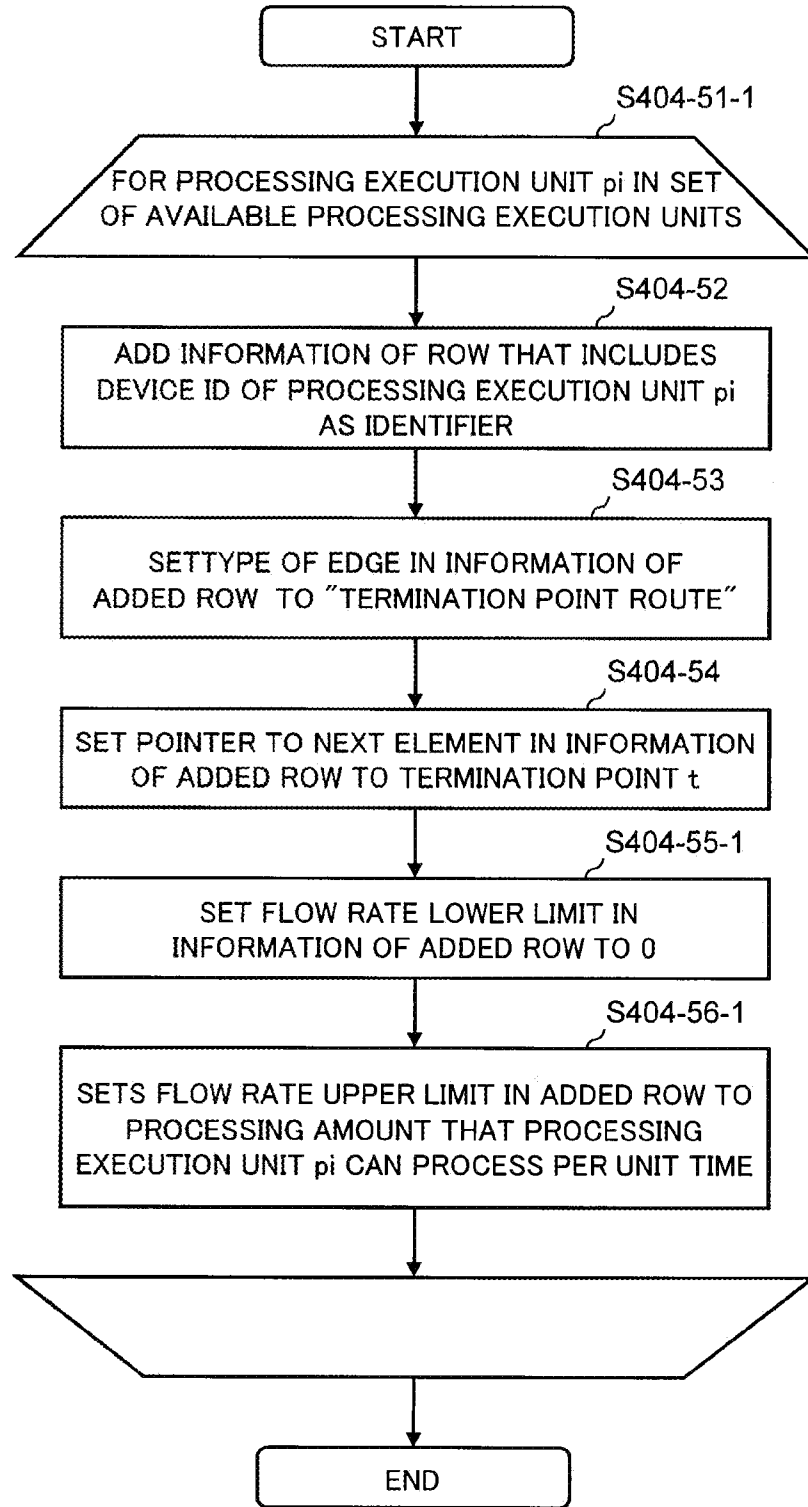 START
S404-51-1
FOR PROCESSING EXECUTION UNIT pi IN SET
OF AVAILABLE PROCESSING EXECUTION UNITS
S404-52
ADD INFORMATION OF ROW THAT INCLUDES
DEVICE ID OF PROCESSING EXECUTION UNIT pi
AS IDENTIFIER
S404-53
SETTYPE OF EDGE IN INFORMATION OF
ADDED ROW TO "TERMINATION POINT ROUTE"
S404-54
SET POINTER TO NEXT ELEMENT IN INFORMATION
OF ADDED ROW TO TERMINATION POINT t
S404-55-1
SET FLOW RATE LOWER LIMIT IN
INFORMATION OF ADDED ROW TO 0
S404-56-1
SETS FLOW RATE UPPER LIMIT IN ADDED ROW TO
PROCESSING AMOUNT THAT PROCESSING
EXECUTION UNIT pi CAN PROCESS PER UNIT TIME
END